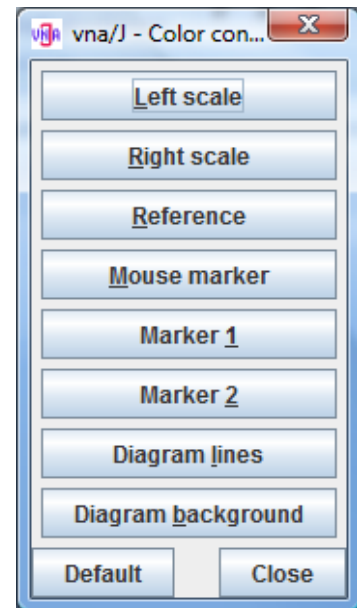 VNA vna/J - Color con...
Left scale
Right scale
Reference
Mouse marker
Marker 1
Marker 2
Diagram lines
Diagram background
Default Close